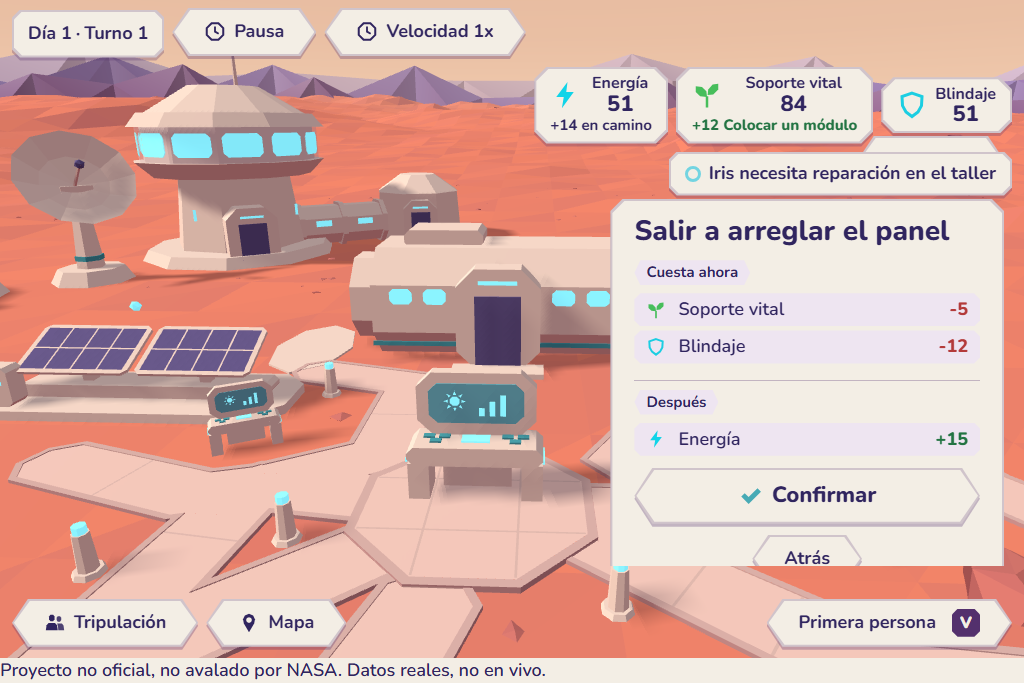 Día 1 · Turno 1
Pausa
Velocidad 1x
Energía
51
+14 en camino
Soporte vital
84
+12 Colocar un módulo
Blindaje
51
Iris necesita reparación en el taller
Salir a arreglar el panel
Cuesta ahora
Soporte vital -5
Blindaje -12
Después
Energía +15
Confirmar
Atrás
Tripulación
Mapa
Primera persona V
Proyecto no oficial, no avalado por NASA. Datos reales, no en vivo.